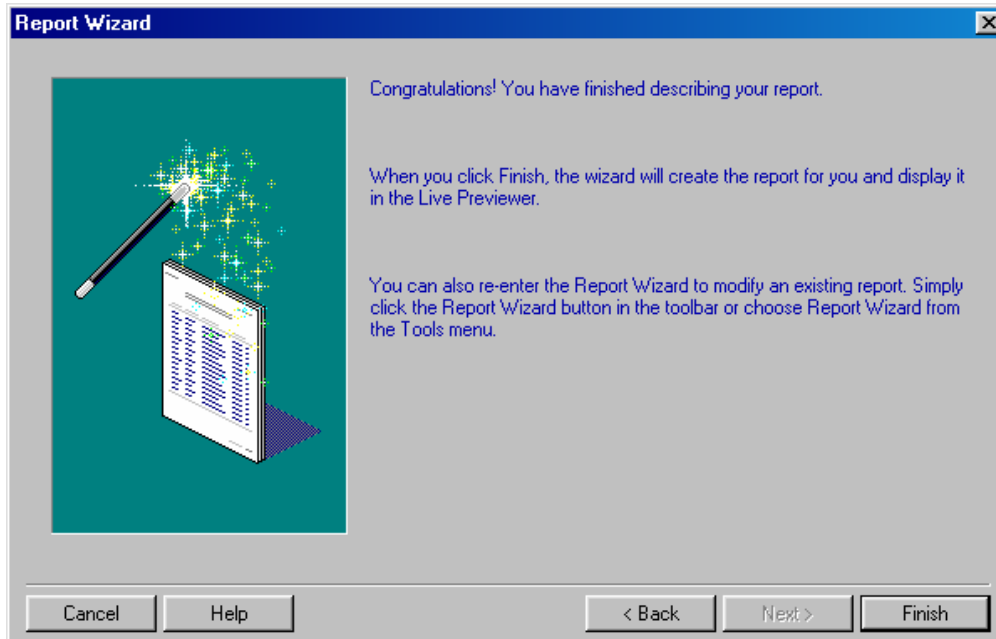 Report Wizard
Congratulations! You have finished describing your report.
When you click Finish, the wizard will create the report for you and display it
in the Live Previewer.
You can also re-enter the Report Wizard to modify an existing report. Simply
click the Report Wizard button in the toolbar or choose Report Wizard from
the Tools menu.
Cancel
Help
< Back
Next >
Finish